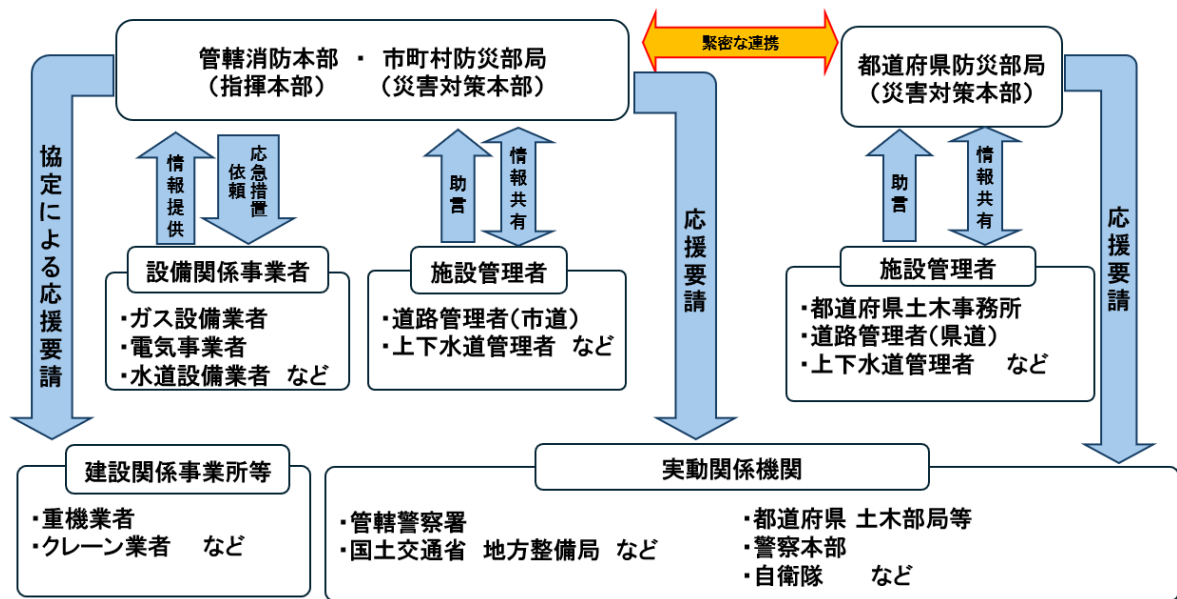 緊密な連携
管轄消防本部 ・ 市町村防災部局
(指揮本部) (災害対策本部)
都道府県防災部局
(災害対策本部)
協定による応援要請
情報提供
応急措置
依頼
助言
情報共有
応援要請
助言
情報共有
応援要請
設備関係事業者
・ガス設備業者
・電気事業者
・水道設備業者 など
施設管理者
・道路管理者(市道)
・上下水道管理者 など
施設管理者
・都道府県土木事務所
・道路管理者(県道)
・上下水道管理者 など
建設関係事業所等
・重機業者
・クレーン業者 など
実動関係機関
・管轄警察署
・国土交通省 地方整備局 など
・都道府県 土木部局等
・警察本部
・自衛隊 など